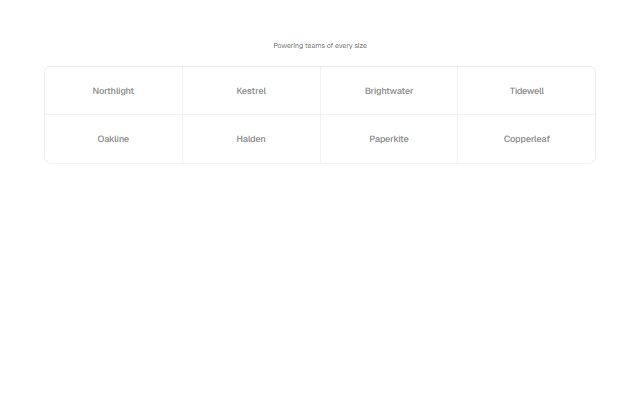 Powering teams of every size
Northlight Kestrel Brightwater Tidewell
Oakline Halden Paperkite Copperleaf